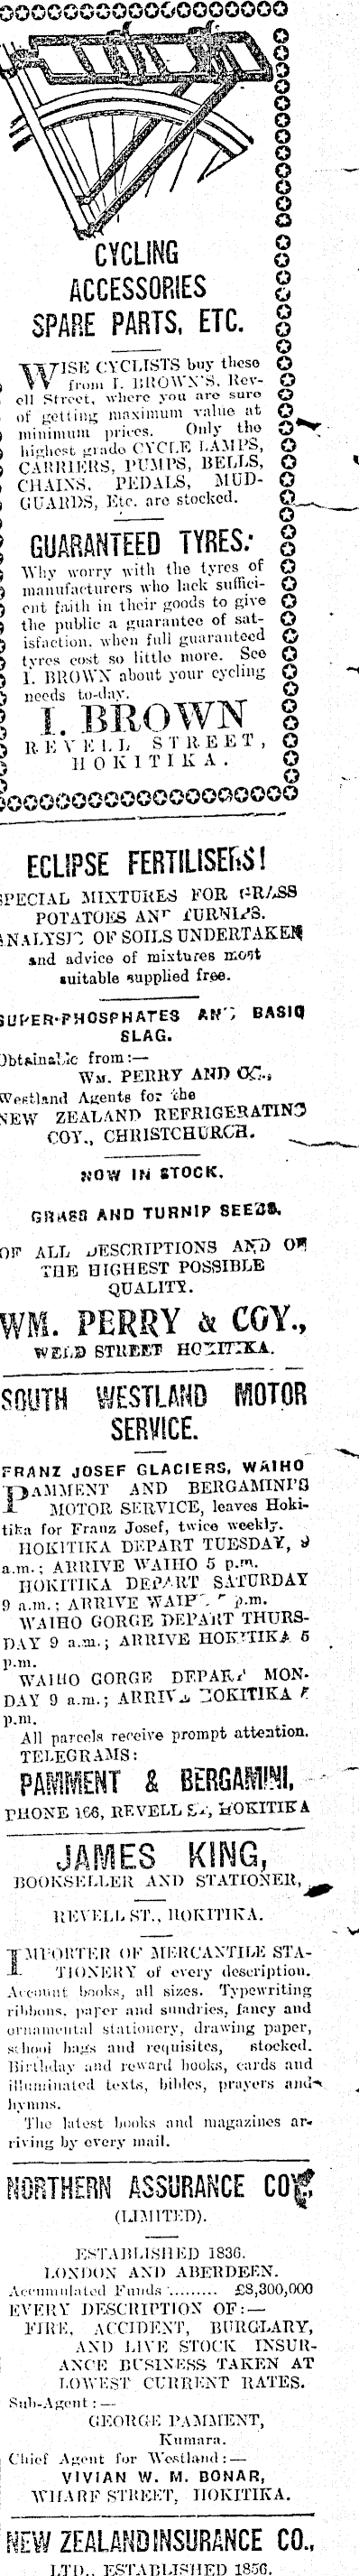 CYCLING
ACCESSORIES
SPARE PARTS, ETC.
WISE CYCLISTS buy these
from I. BROWN'S, Rev-
ell Street, where you are sure
of getting maximum value at
minimum prices. Only the
highest grade CYCLE LAMPS,
CARRIERS, PUMPS, BELLS,
CHAINS, PEDALS, MUD-
GUARDS, Etc. are stocked.
GUARANTEED TYRES.
Why worry with the tyres of
manufacturers who lack suffici-
ent faith in their goods to give
the public a guarantee of sat-
isfaction, when full guaranteed
tyres cost so little more. See
I. BROWN about your cycling
needs to-day.
I. BROWN
REVELL STREET,
HOKITIKA.
ECLIPSE FERTILISERS!
SPECIAL MIXTURES FOR GRASS
POTATOES AND TURNIPS.
ANALYSIS OF SOILS UNDERTAKEN
and advice of mixtures most
suitable supplied free.
SUPER-PHOSPHATES AND BASIC
SLAG.
Obtainable from:—
WM. PERRY AND CO.,
Westland Agents for the
NEW ZEALAND REFRIGERATING
COY., CHRISTCHURCH.
NOW IN STOCK.
GRASS AND TURNIP SEEDS.
OF ALL DESCRIPTIONS AND OF
THE HIGHEST POSSIBLE
QUALITY.
WM. PERRY & COY.,
WELD STREET HOKITIKA.
SOUTH WESTLAND MOTOR
SERVICE.
FRANZ JOSEF GLACIERS, WAIHO
PAMMENT AND BERGAMINI'S
MOTOR SERVICE, leaves Hoki-
tika for Franz Josef, twice weekly.
HOKITIKA DEPART TUESDAY, 9
a.m.; ARRIVE WAIHO 5 p.m.
HOKITIKA DEPART SATURDAY
9 a.m.; ARRIVE p.m.
WAIHO GORGE DEPART THURS-
DAY 9 a.m.; ARRIVE HOKITIKA 5
p.m.
WAIHO GORGE DEPART MON-
DAY 9 a.m.; ARRIVE HOKITIKA
p.m.
All parcels receive prompt attention.
TELEGRAMS:
PAMMENT & BERGAMINI,
PHONE 166, REVELL ST., HOKITIKA
JAMES KING,
BOOKSELLER AND STATIONER,
REVELL ST., HOKITIKA.
IMPORTER OF MERCANTILE STA-
TIONERY of every description.
Account books, all sizes. Typewriting
ribbons, paper and sundries, fancy and
ornamental stationery, drawing paper,
school bags and requisites, stocked.
Birthday and reward books, cards and
illuminated texts, bibles, prayers and
hymns.
The latest books and magazines ar-
riving by every mail.
NORTHERN ASSURANCE COY.,
(LIMITED).
ESTABLISHED 1836.
LONDON AND ABERDEEN.
Accumulated Funds ......... £8,300,000
EVERY DESCRIPTION OF:—
FIRE, ACCIDENT, BURGLARY,
AND LIVE STOCK INSUR-
ANCE BUSINESS TAKEN AT
LOWEST CURRENT RATES.
Sub-Agent:—
GEORGE PAMMENT,
Kumara.
Chief Agent for Westland:—
VIVIAN W. M. BONAR,
WHARF STREET, HOKITIKA.
NEW ZEALAND INSURANCE CO.,
LTD., ESTABLISHED 1856.